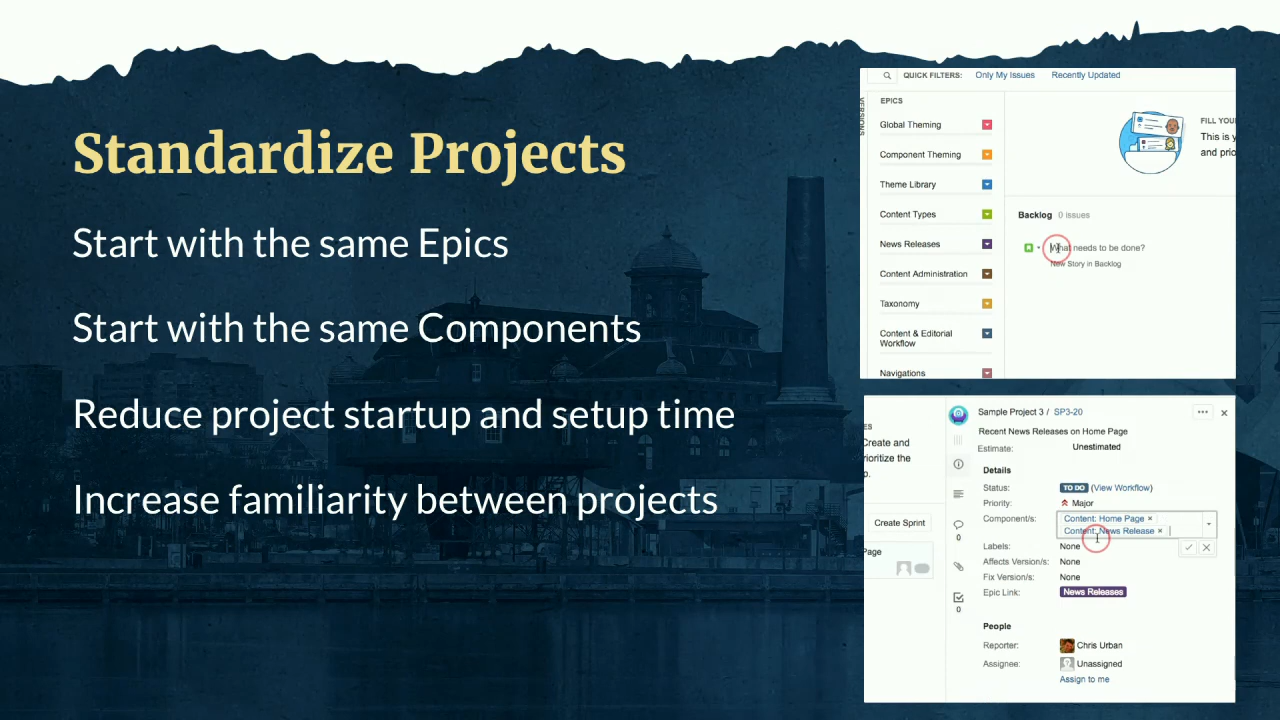 Standardize Projects
Start with the same Epics
Start with the same Components
Reduce project startup and setup time
Increase familiarity between projects
QUICK FILTERS: Only My Issues Recently Updated
VERSIONS
EPICS
Global Theming
Component Theming
Theme Library
Content Types
News Releases
Content Administration
Taxonomy
Content & Editorial
Workflow
Navigations
FILL YOUR
This is y
and prio
Backlog 0 issues
What needs to be done?
New Story in Backlog
ES
Create and
rioritize the
p.
Create Sprint
Page
Sample Project 3 / SP3-20
Recent News Releases on Home Page
Estimate: Unestimated
Details
Status: TO DO (View Workflow)
Priority: Major
Component/s: Content: Home Page ×
Content: News Release ×
Labels: None
Affects Version/s: None
Fix Version/s: None
Epic Link: News Releases
People
Reporter: Chris Urban
Assignee: Unassigned
Assign to me
0
0